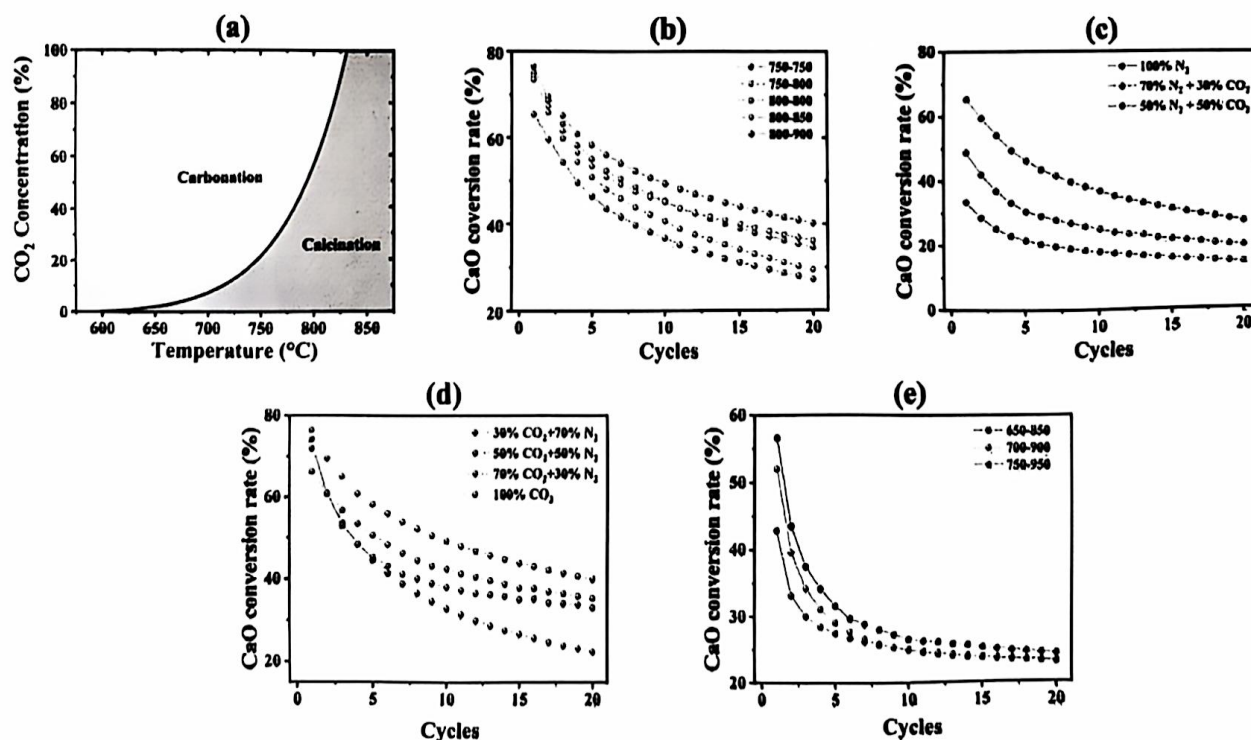 (a)
CO₂ Concentration (%)
100
80
60
40
20
0
Carbonation
Calcination
600 650 700 750 800 850
Temperature (°C)
(b)
CaO coversion rate (%)
80
60
40
20
750-750
750-800
800-800
800-850
800-900
0 5 10 15 20
Cycles
(c)
CaO conversion rate (%)
80
60
40
20
0
100% N₂
70% N₂ + 30% CO₂
50% N₂ + 50% CO₂
0 5 10 15 20
Cycles
(d)
CaO conversion rate (%)
80
60
40
20
30% CO₂+70% N₂
50% CO₂+50% N₂
70% CO₂+30% N₂
100% CO₂
0 5 10 15 20
Cycles
(e)
CaO conversion rate (%)
60
50
40
30
20
650-850
700-900
750-950
0 5 10 15 20
Cycles